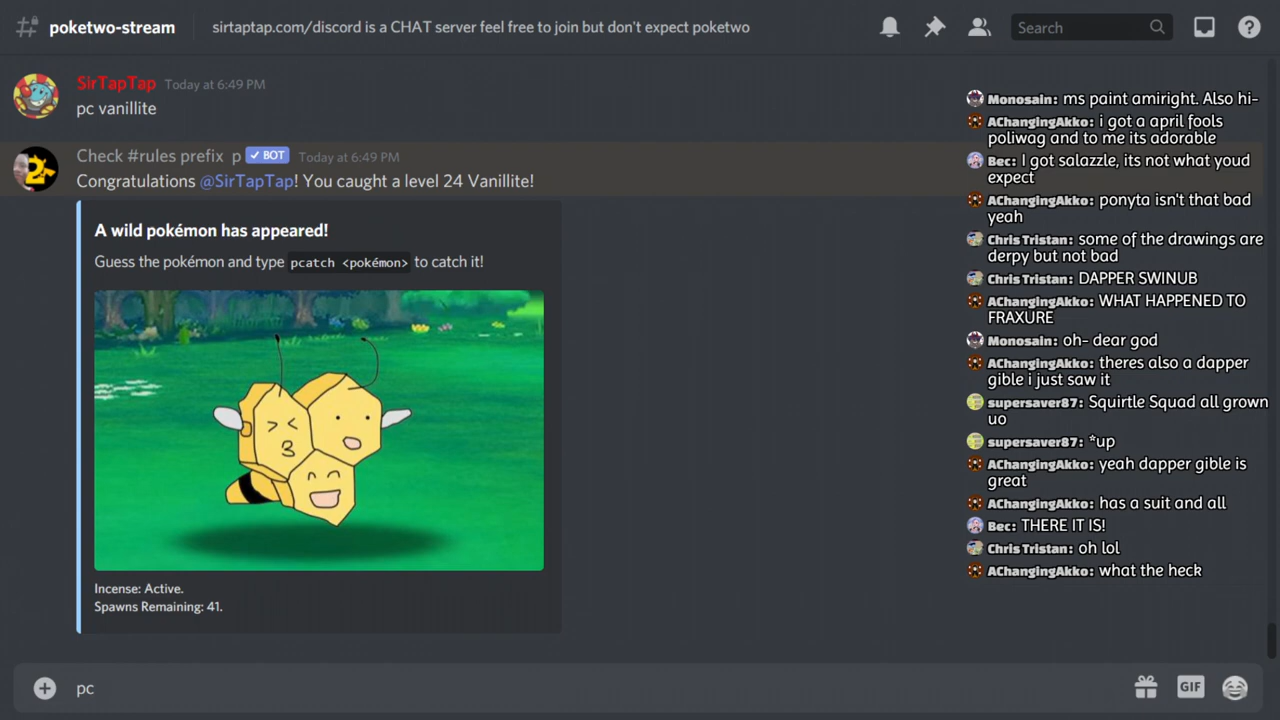 poketwo-stream
sirtaptap.com/discord is a CHAT server feel free to join but don't expect poketwo
Search
SirTapTap Today at 6:49 PM
pc vanillite
Check #rules prefix p BOT Today at 6:49 PM
Congratulations @SirTapTap! You caught a level 24 Vanillite!
A wild pokémon has appeared!
Guess the pokémon and type pcatch <pokémon> to catch it!
Incense: Active.
Spawns Remaining: 41.
pc
GIF
Monosain: ms paint amiright. Also hi-
AChangingAkko: i got a april fools
poliwag and to me its adorable
Bec: I got salazzle, its not what youd
expect
AChangingAkko: ponyta isn't that bad
yeah
Chris Tristan: some of the drawings are
derpy but not bad
Chris Tristan: DAPPER SWINUB
AChangingAkko: WHAT HAPPENED TO
FRAXURE
Monosain: oh- dear god
AChangingAkko: theres also a dapper
gible i just saw it
supersaver87: Squirtle Squad all grown
uo
supersaver87: *up
AChangingAkko: yeah dapper gible is
great
AChangingAkko: has a suit and all
Bec: THERE IT IS!
Chris Tristan: oh lol
AChangingAkko: what the heck